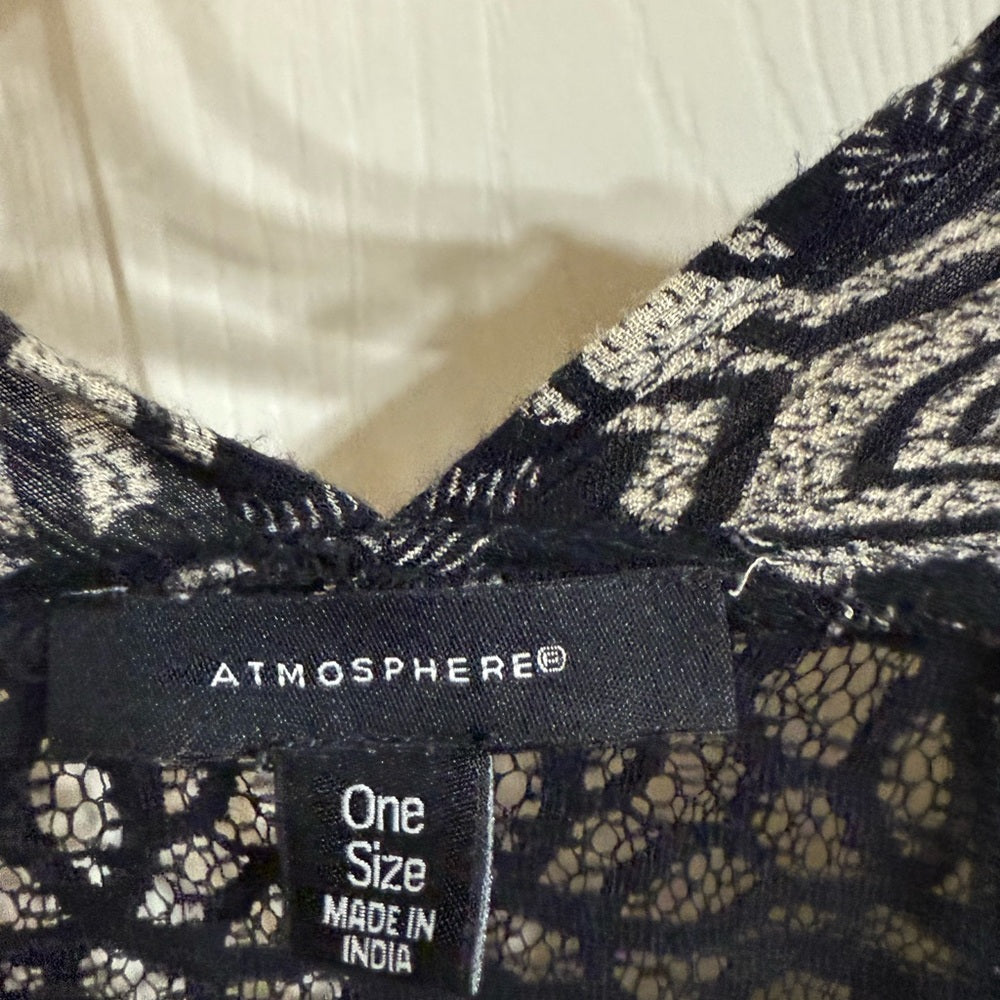 ATMOSPHERE®
One
Size
MADE IN
INDIA